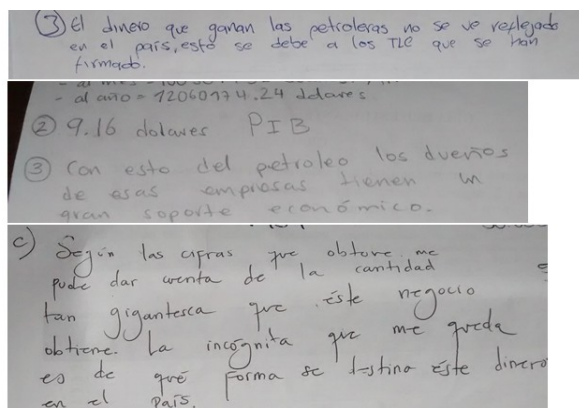 ③ El dinero que ganan las petroleras no se ve reflejado
en el país, esto se debe a los TLC que se han
firmado.
- al año = 12060174.24 dolares
② 9.16 dolares PIB
③ Con esto del petroleo los dueños
de esas empresas tienen un
gran soporte económico.
c) Según las cifras que obtuve me
pude dar cuenta de la cantidad
tan gigantesca que éste negocio
obtiene. La incógnita que me queda
es de qué forma se destina éste dinero
en el País.